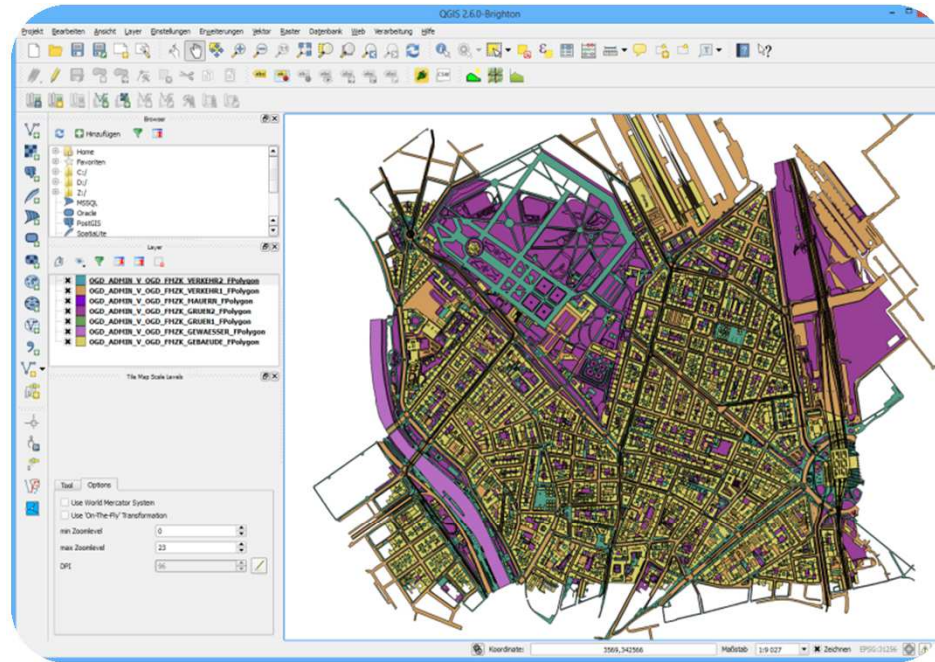 QGIS 2.6.0-Brighton
Projekt Bearbeiten Ansicht Layer Einstellungen Erweiterungen Vektor Raster Datenbank Web Verarbeitung Hilfe
Browser
Hinzufügen
Home
Favoriten
C:/
D:/
Z:/
MSSQL
Oracle
PostGIS
SpatiaLite
Layer
OGD_ADMIN_V_OGD_FMZK_VERKEHR2_FPolygon
OGD_ADMIN_V_OGD_FMZK_VERKEHR1_FPolygon
OGD_ADMIN_V_OGD_FMZK_MAUERN_FPolygon
OGD_ADMIN_V_OGD_FMZK_GRUEN2_FPolygon
OGD_ADMIN_V_OGD_FMZK_GRUEN1_FPolygon
OGD_ADMIN_V_OGD_FMZK_GEWAESSER_FPolygon
OGD_ADMIN_V_OGD_FMZK_GEBAEUDE_FPolygon
Tile Map Scale Levels
Tool Options
Use World Mercator System
Use 'On-The-Fly' Transformation
min Zoomlevel 0
max Zoomlevel 23
DPI 96
Koordinate: 3569,342566 Maßstab 1:9 027 Zeichnen EPSG:31256